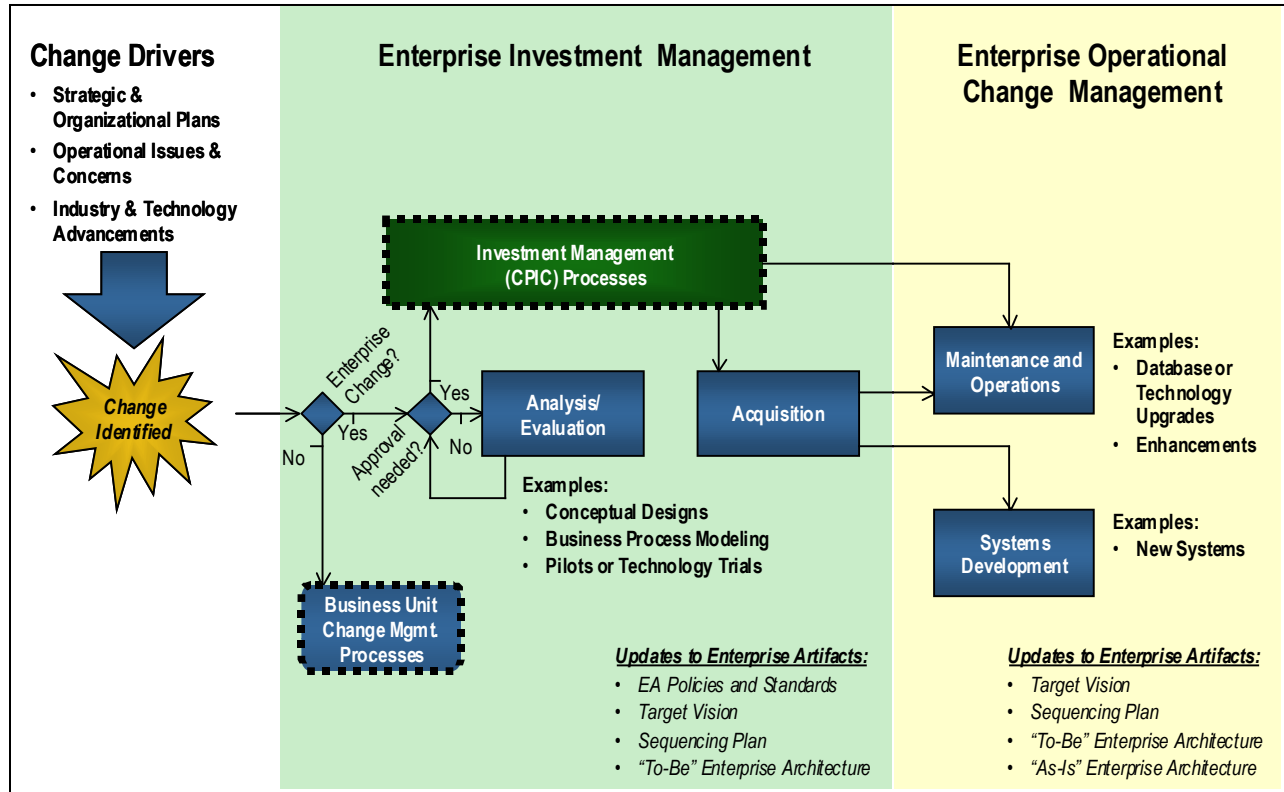 Change Drivers
• Strategic &
Organizational Plans
• Operational Issues &
Concerns
• Industry & Technology
Advancements
Change
Identified
Enterprise Investment Management
Investment Management
(CPIC) Processes
Enterprise
Change?
Yes
No
Approval
needed?
Yes
No
Analysis/
Evaluation
Examples:
• Conceptual Designs
• Business Process Modeling
• Pilots or Technology Trials
Acquisition
Business Unit
Change Mgmt.
Processes
Updates to Enterprise Artifacts:
• EA Policies and Standards
• Target Vision
• Sequencing Plan
• “To-Be” Enterprise Architecture
Enterprise Operational
Change Management
Maintenance and
Operations
Examples:
• Database or
Technology
Upgrades
• Enhancements
Systems
Development
Examples:
• New Systems
Updates to Enterprise Artifacts:
• Target Vision
• Sequencing Plan
• “To-Be” Enterprise Architecture
• “As-Is” Enterprise Architecture